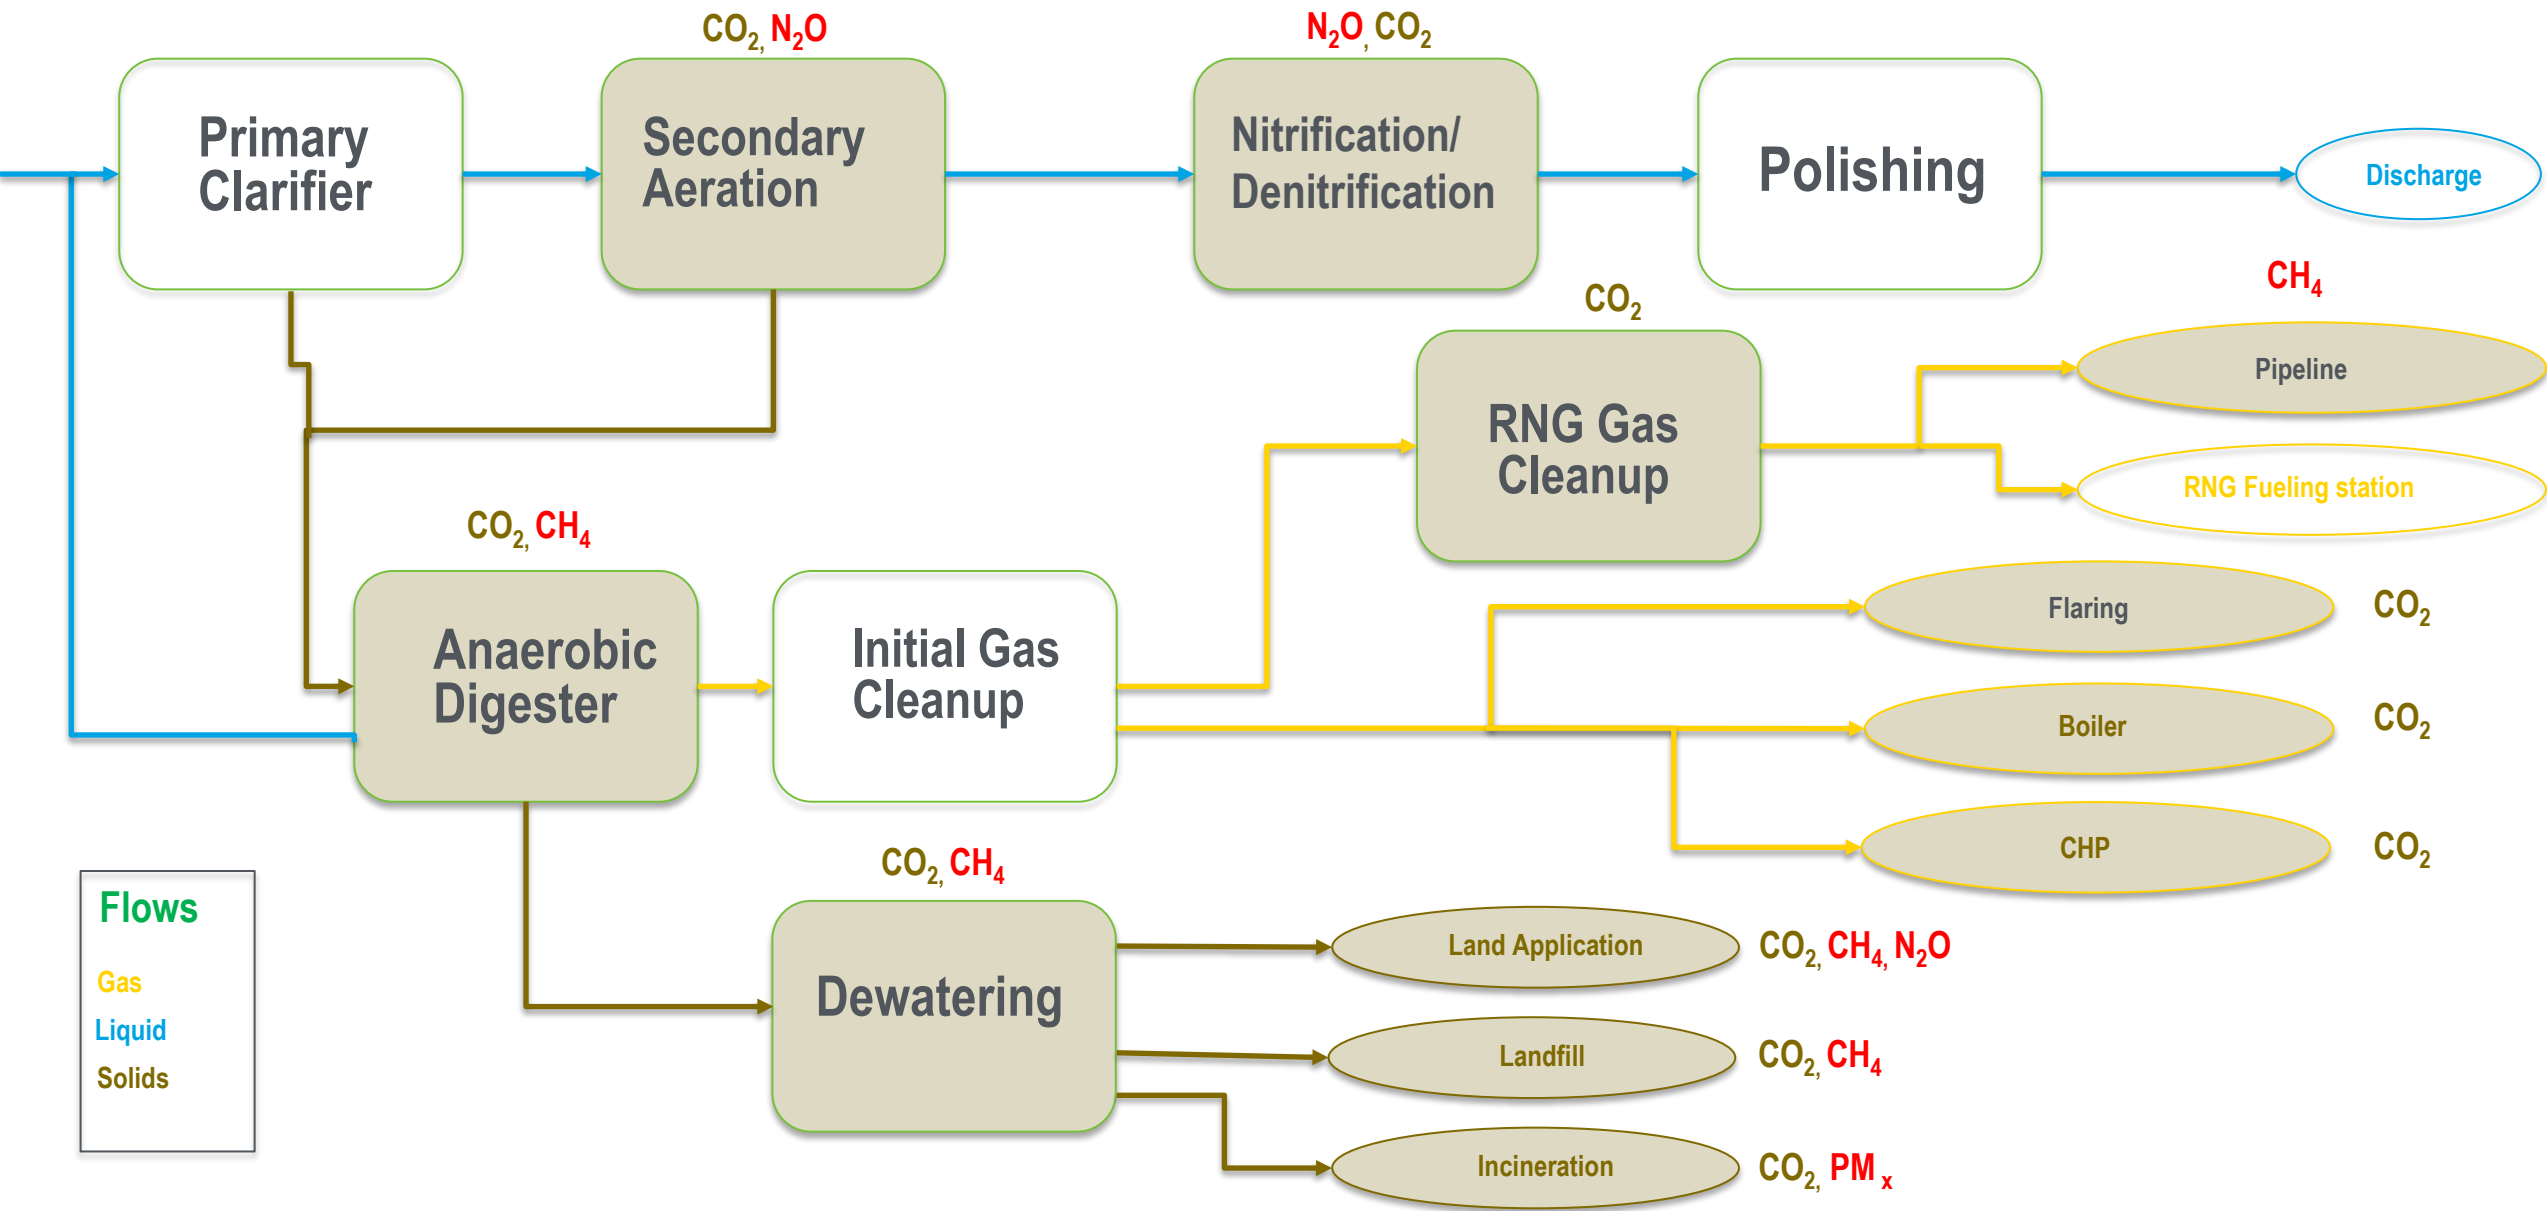 CO₂, N₂O
N₂O, CO₂
Primary
Clarifier
Secondary
Aeration
Nitrification/
Denitrification
Polishing
Discharge
CH₄
CO₂
Pipeline
RNG Gas
Cleanup
RNG Fueling station
CO₂, CH₄
Flaring
CO₂
Anaerobic
Digester
Initial Gas
Cleanup
Boiler
CO₂
CHP
CO₂
CO₂, CH₄
Flows
Gas
Liquid
Solids
Dewatering
Land Application
CO₂, CH₄, N₂O
Landfill
CO₂, CH₄
Incineration
CO₂, PM ₓ